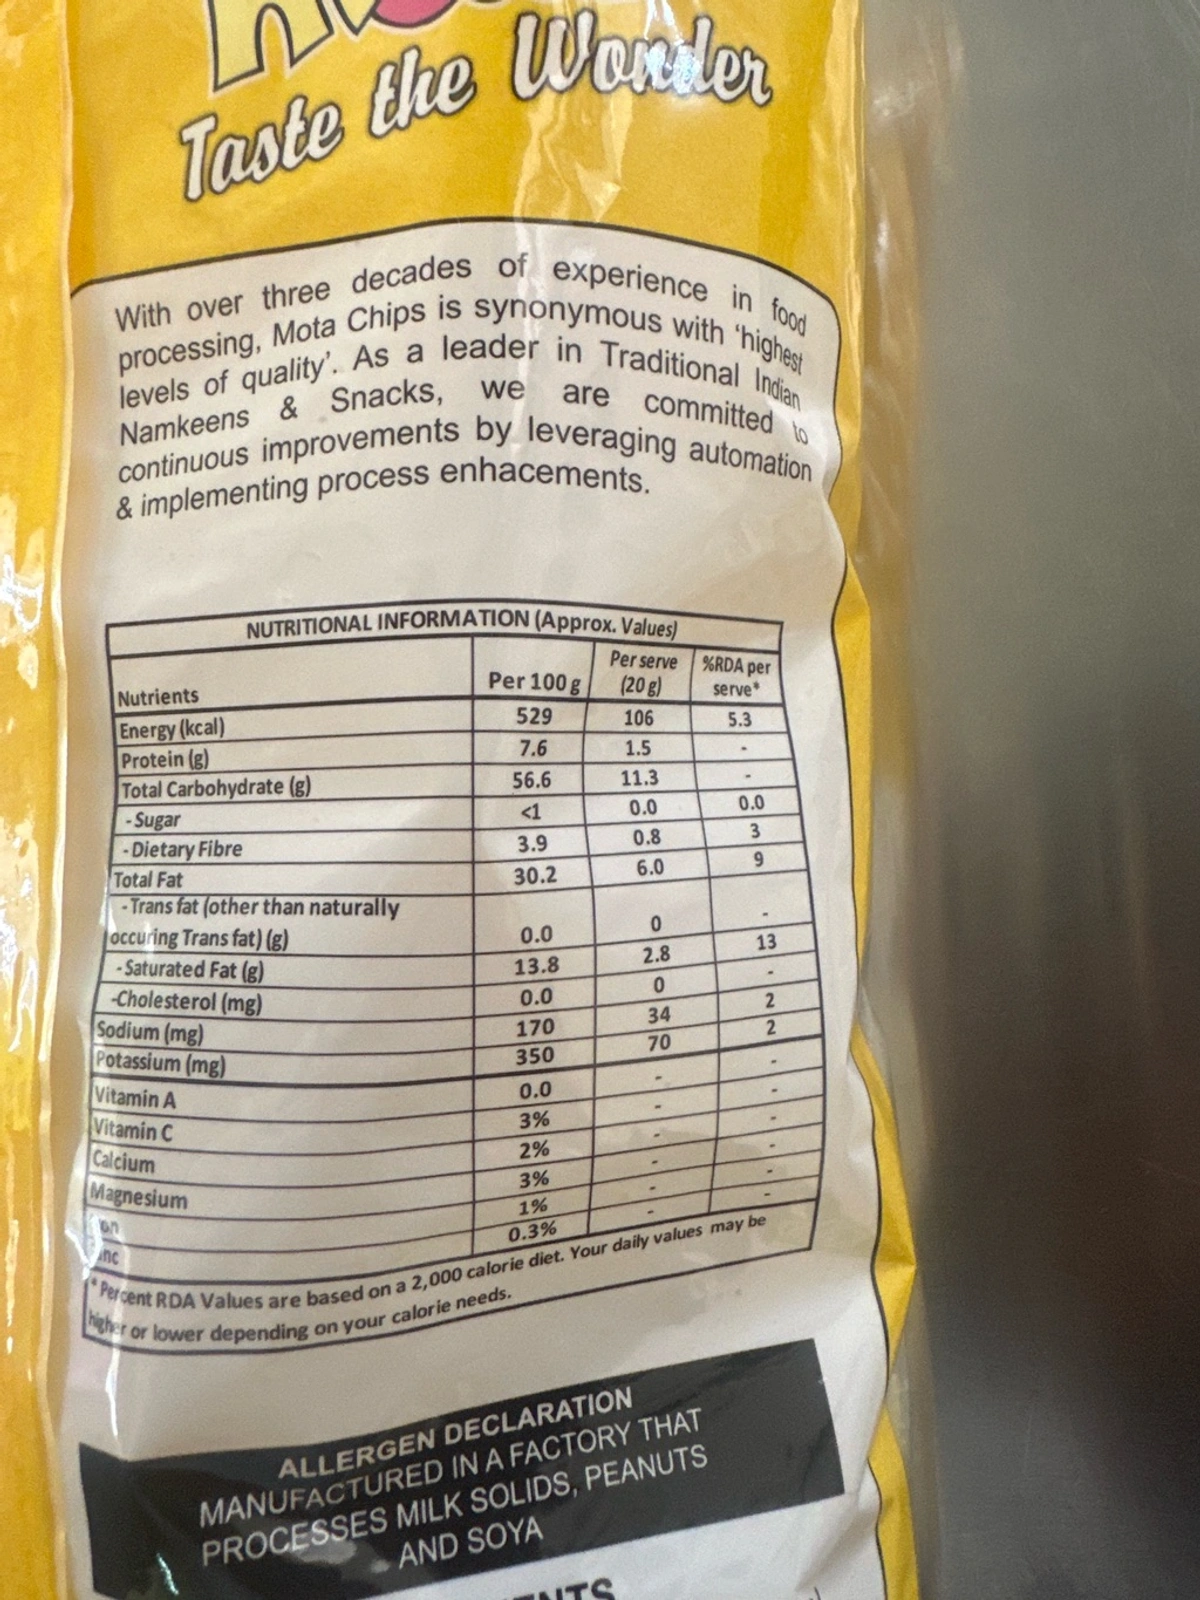 Taste the Wonder
With over three decades of experience in food
processing, Mota Chips is synonymous with ‘highest
levels of quality’. As a leader in Traditional Indian
Namkeens & Snacks, we are committed to
continuous improvements by leveraging automation
& implementing process enhacements.
NUTRITIONAL INFORMATION (Approx. Values)
Nutrients Per 100 g Per serve (20 g) %RDA per serve*
Energy (kcal) 529 106 5.3
Protein (g) 7.6 1.5 -
Total Carbohydrate (g) 56.6 11.3 -
- Sugar <1 0.0 0.0
- Dietary Fibre 3.9 0.8 3
Total Fat 30.2 6.0 9
- Trans fat (other than naturally
occuring Trans fat) (g) 0.0 0 -
- Saturated Fat (g) 13.8 2.8 13
-Cholesterol (mg) 0.0 0 -
Sodium (mg) 170 34 2
Potassium (mg) 350 70 2
Vitamin A 0.0 - -
Vitamin C 3% - -
Calcium 2% - -
Magnesium 3% - -
1% - -
0.3% - -
* Percent RDA Values are based on a 2,000 calorie diet. Your daily values may be
higher or lower depending on your calorie needs.
ALLERGEN DECLARATION
MANUFACTURED IN A FACTORY THAT
PROCESSES MILK SOLIDS, PEANUTS
AND SOYA